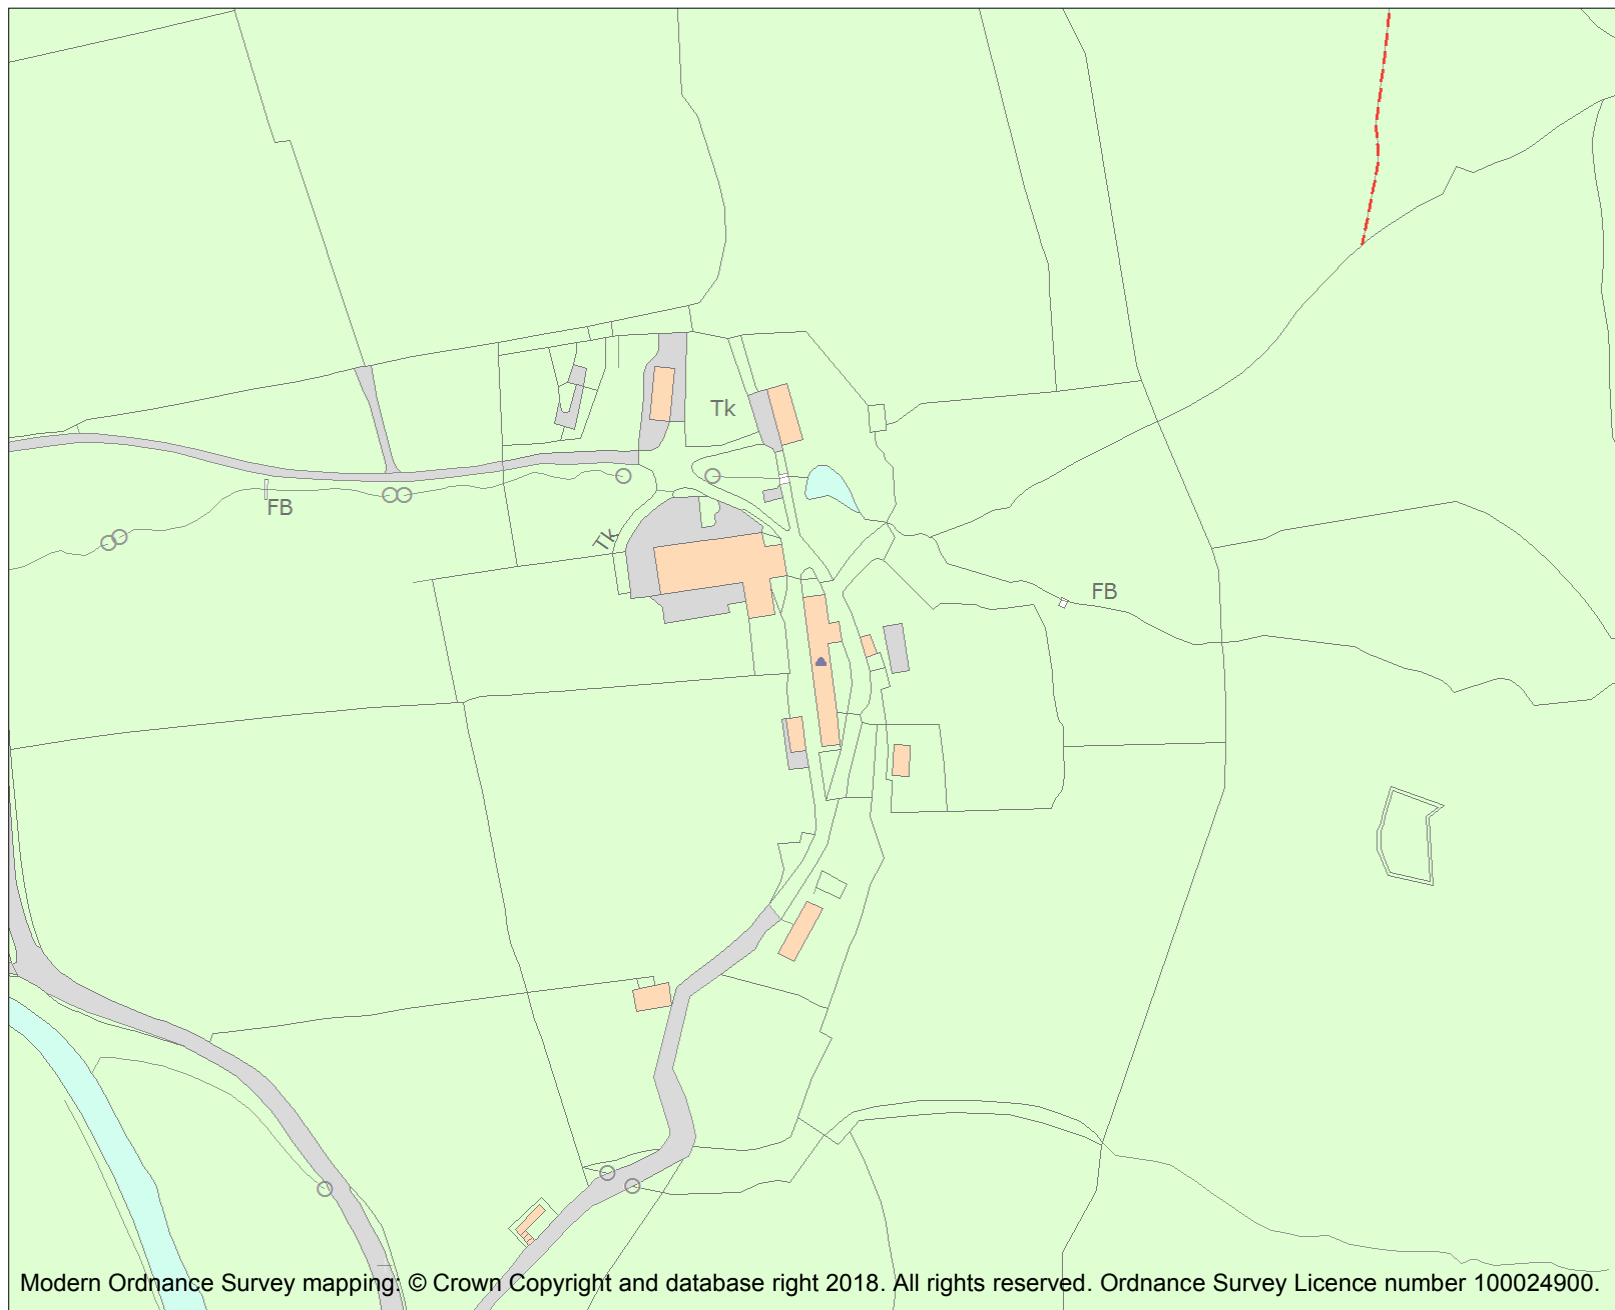 Tk
FB
Tk
FB
Modern Ordnance Survey mapping: © Crown Copyright and database right 2018. All rights reserved. Ordnance Survey Licence number 100024900.